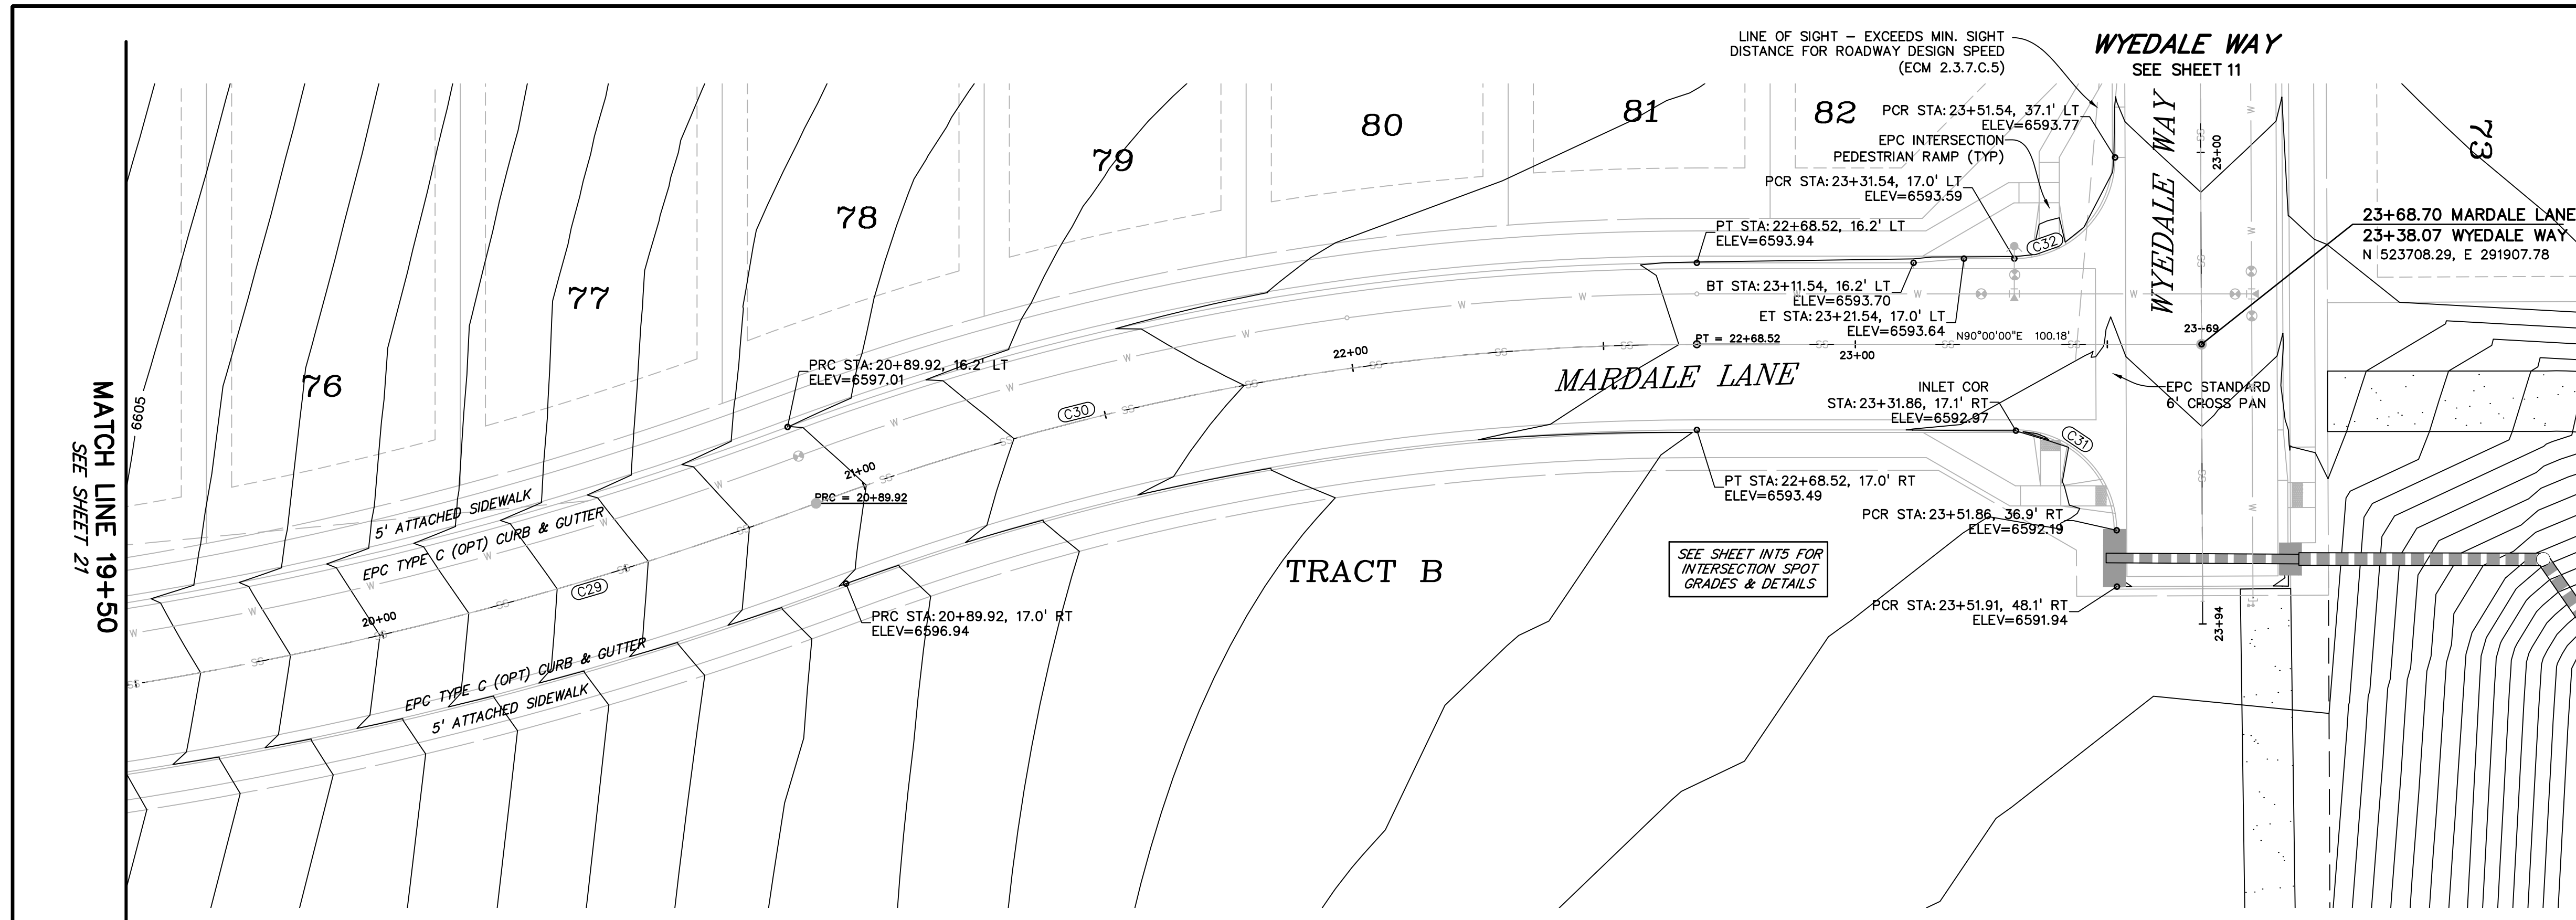 LINE OF SIGHT – EXCEEDS MIN. SIGHT
DISTANCE FOR ROADWAY DESIGN SPEED
(ECM 2.3.7.C.5)
WYEDALE WAY
SEE SHEET 11
PCR STA: 23+51.54, 37.1' LT
ELEV=6593.77
EPC INTERSECTION
PEDESTRIAN RAMP (TYP)
PCR STA: 23+31.54, 17.0' LT
ELEV=6593.59
PT STA: 22+68.52, 16.2' LT
ELEV=6593.94
BT STA: 23+11.54, 16.2' LT
ELEV=6593.70
ET STA: 23+21.54, 17.0' LT
ELEV=6593.64
N90°00'00"E 100.18'
PT = 22+68.52
23+00
22+00
21+00
20+00
MARDALE LANE
WYEDALE WAY
WYEDALE WAY
23+00
23+69
23+94
23+68.70 MARDALE LANE
23+38.07 WYEDALE WAY
N 523708.29, E 291907.78
EPC STANDARD
6' CROSS PAN
INLET COR
STA: 23+31.86, 17.1' RT
ELEV=6592.97
PT STA: 22+68.52, 17.0' RT
ELEV=6593.49
PCR STA: 23+51.86, 36.9' RT
ELEV=6592.19
PCR STA: 23+51.91, 48.1' RT
ELEV=6591.94
SEE SHEET INT5 FOR
INTERSECTION SPOT
GRADES & DETAILS
TRACT B
PRC STA: 20+89.92, 16.2' LT
ELEV=6597.01
PRC = 20+89.92
PRC STA: 20+89.92, 17.0' RT
ELEV=6596.94
5' ATTACHED SIDEWALK
EPC TYPE C (OPT) CURB & GUTTER
EPC TYPE C (OPT) CURB & GUTTER
5' ATTACHED SIDEWALK
C29
C30
C31
C32
76
77
78
79
80
81
82
73
6605
MATCH LINE 19+50
SEE SHEET 21